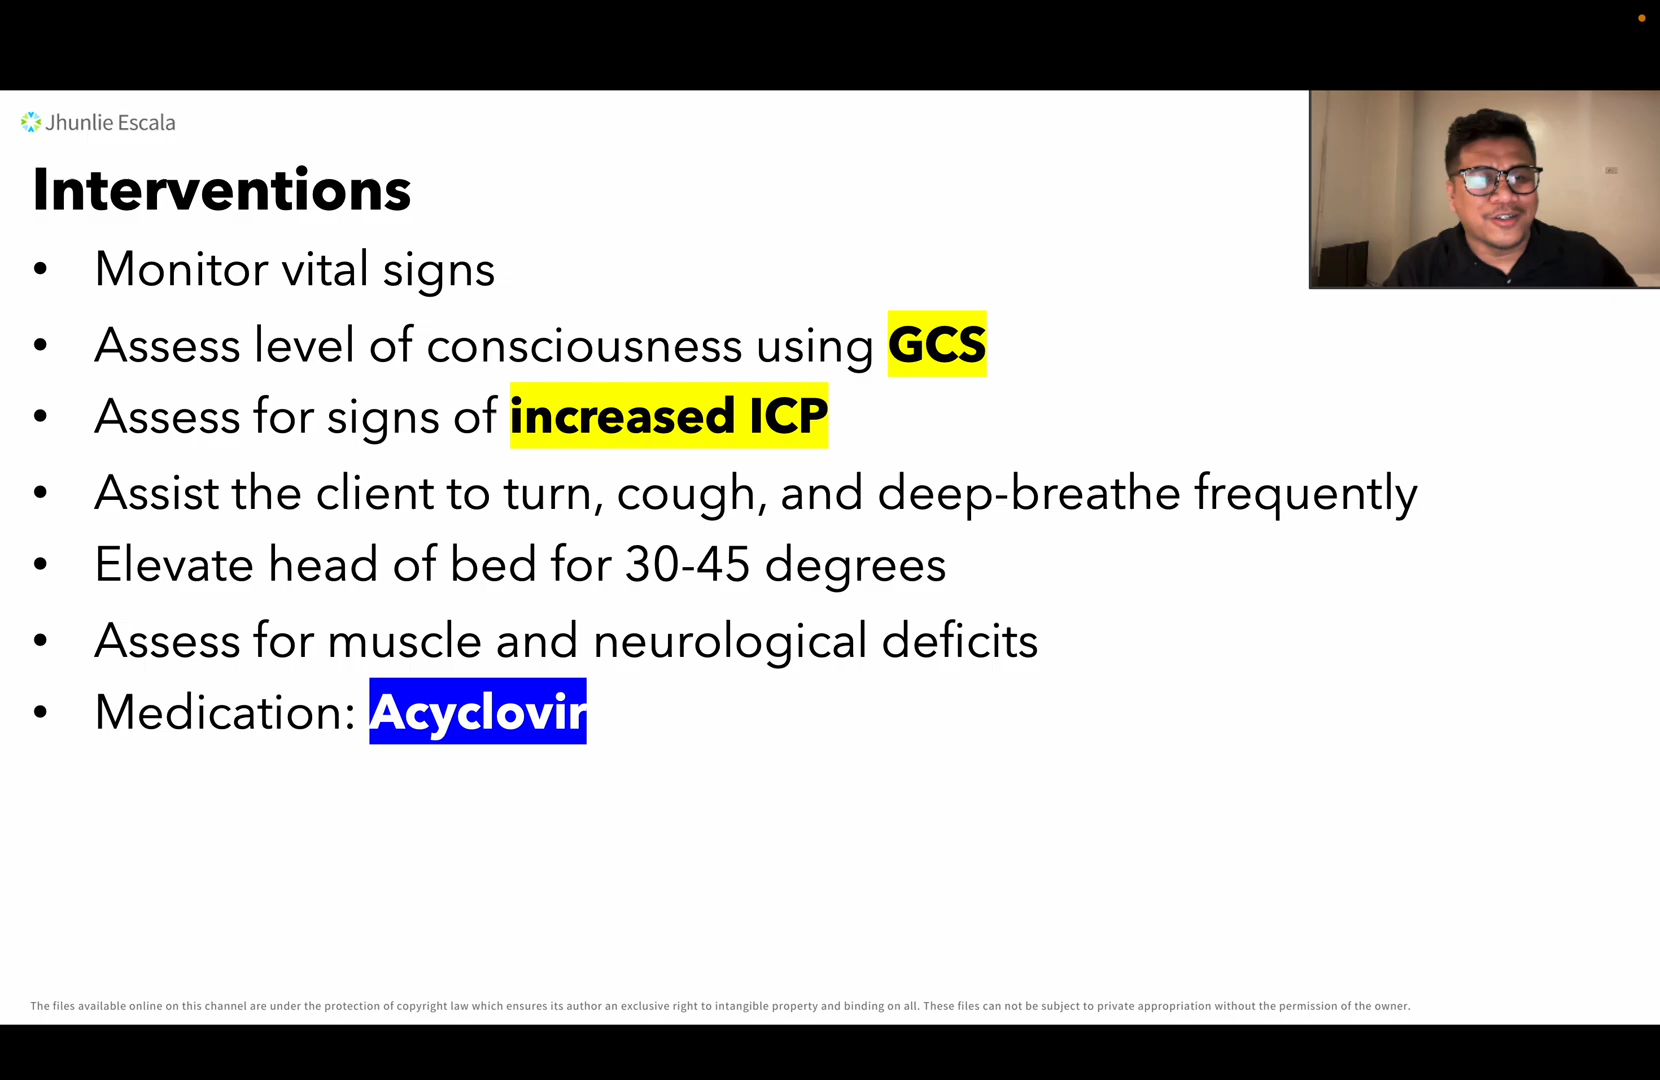 Jhunlie Escala
Interventions
• Monitor vital signs
• Assess level of consciousness using GCS
• Assess for signs of increased ICP
• Assist the client to turn, cough, and deep-breathe frequently
• Elevate head of bed for 30-45 degrees
• Assess for muscle and neurological deficits
• Medication: Acyclovir
The files available online on this channel are under the protection of copyright law which ensures its author an exclusive right to intangible property and binding on all. These files can not be subject to private appropriation without the permission of the owner.